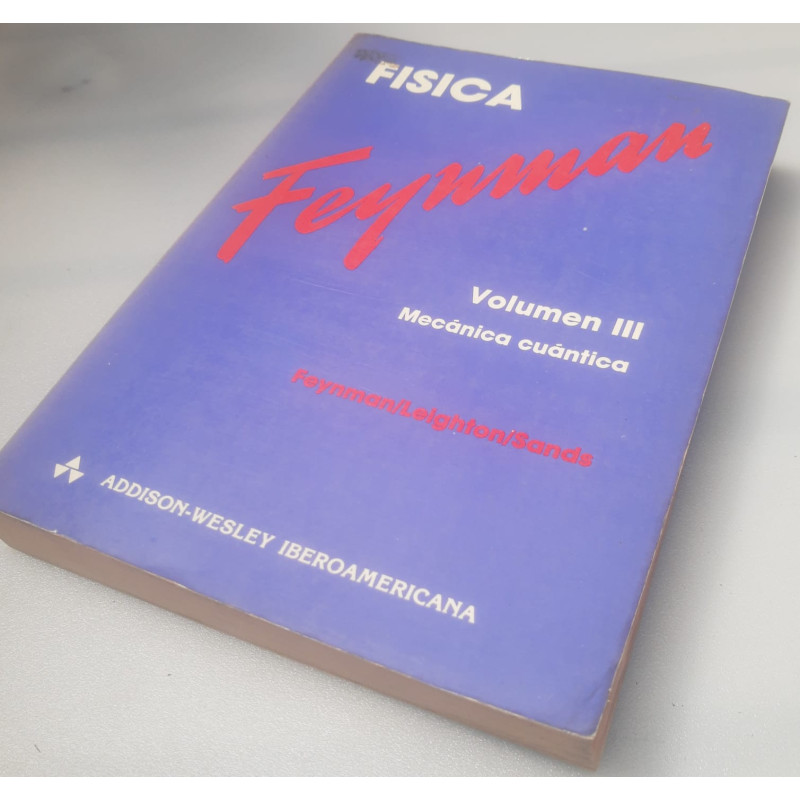 FISICA
Feynman
Volumen III
Mecánica cuántica
Feynman/Leighton/Sands
ADDISON-WESLEY IBEROAMERICANA